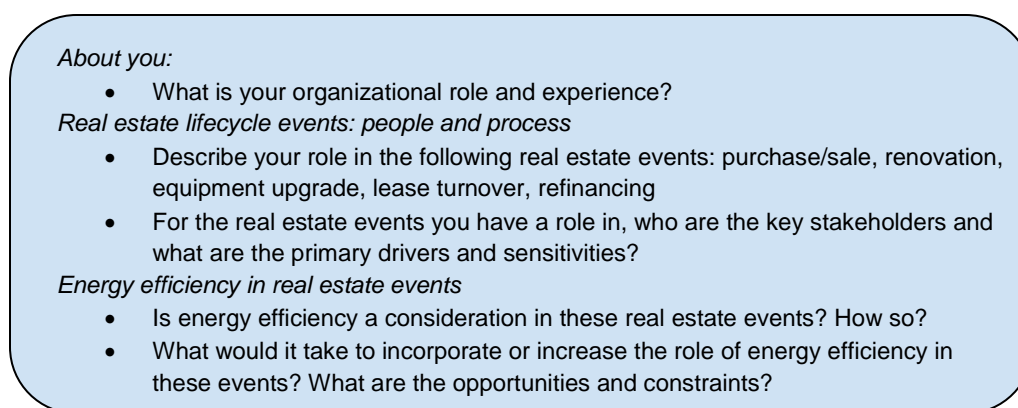 About you:
• What is your organizational role and experience?
Real estate lifecycle events: people and process
• Describe your role in the following real estate events: purchase/sale, renovation,
equipment upgrade, lease turnover, refinancing
• For the real estate events you have a role in, who are the key stakeholders and
what are the primary drivers and sensitivities?
Energy efficiency in real estate events
• Is energy efficiency a consideration in these real estate events? How so?
• What would it take to incorporate or increase the role of energy efficiency in
these events? What are the opportunities and constraints?